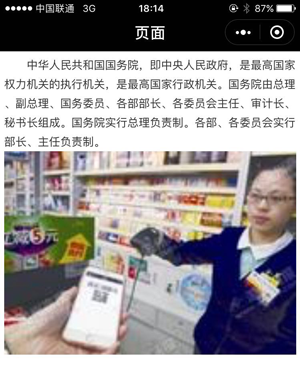 中国联通 3G 18:14 87%
页面
中华人民共和国国务院，即中央人民政府，是最高国家
权力机关的执行机关，是最高国家行政机关。国务院由总理
、副总理、国务委员、各部部长、各委员会主任、审计长、
秘书长组成。国务院实行总理负责制。各部、各委员会实行
部长、主任负责制。
立减5元